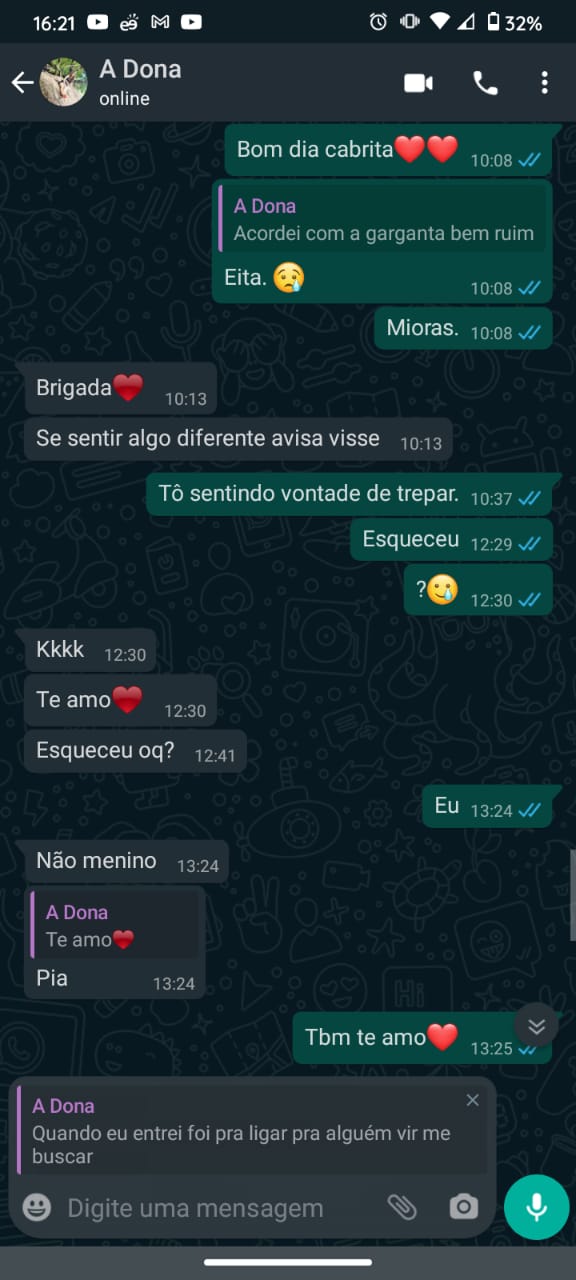 16:21 32%
A Dona
online
Bom dia cabrita❤️❤️ 10:08
A Dona
Acordei com a garganta bem ruim
Eita. 😢 10:08
Mioras. 10:08
Brigada❤️ 10:13
Se sentir algo diferente avisa visse 10:13
Tô sentindo vontade de trepar. 10:37
Esqueceu 12:29
?🥲 12:30
Kkkk 12:30
Te amo❤️ 12:30
Esqueceu oq? 12:41
Eu 13:24
Não menino 13:24
A Dona
Te amo❤️
Pia 13:24
Tbm te amo❤️ 13:25
A Dona
Quando eu entrei foi pra ligar pra alguém vir me
buscar
Digite uma mensagem